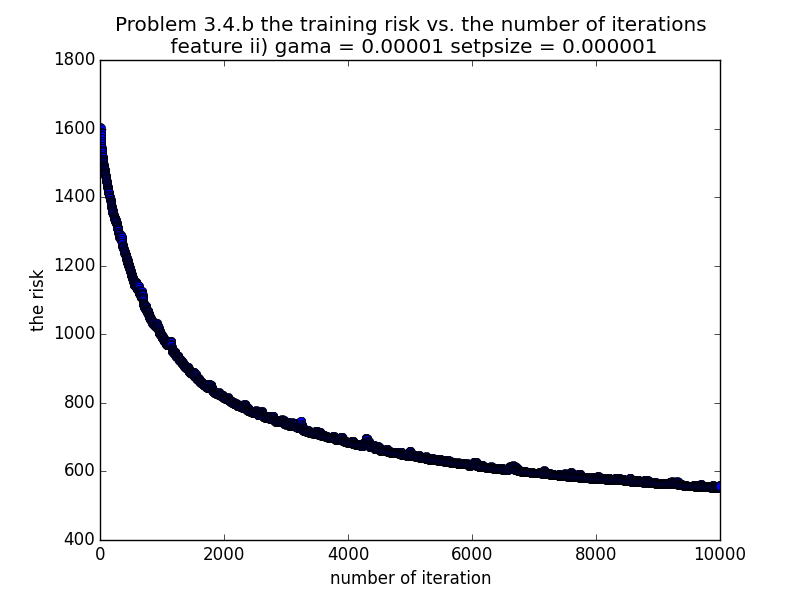 Problem 3.4.b the training risk vs. the number of iterations
feature ii) gama = 0.00001 setpsize = 0.000001
1800
1600
1400
1200
1000
800
600
400
the risk
0 2000 4000 6000 8000 10000
number of iteration